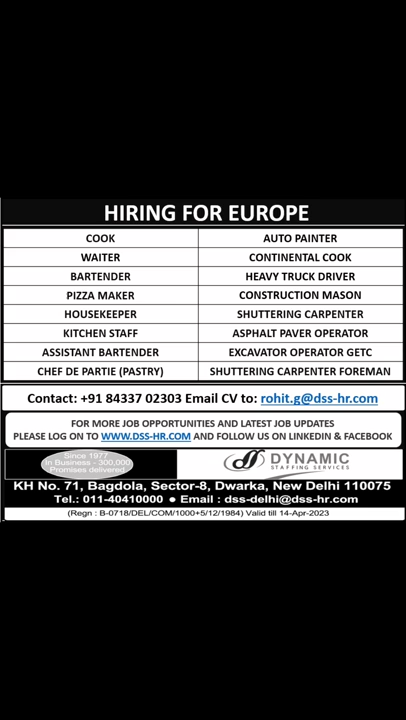 HIRING FOR EUROPE
COOK
AUTO PAINTER
WAITER
CONTINENTAL COOK
BARTENDER
HEAVY TRUCK DRIVER
PIZZA MAKER
CONSTRUCTION MASON
HOUSEKEEPER
SHUTTERING CARPENTER
KITCHEN STAFF
ASPHALT PAVER OPERATOR
ASSISTANT BARTENDER
EXCAVATOR OPERATOR GETC
CHEF DE PARTIE (PASTRY)
SHUTTERING CARPENTER FOREMAN
Contact: +91 84337 02303 Email CV to: rohit.g@dss-hr.com
FOR MORE JOB OPPORTUNITIES AND LATEST JOB UPDATES
PLEASE LOG ON TO WWW.DSS-HR.COM AND FOLLOW US ON LINKEDIN & FACEBOOK
Since 1977
In Business - 300,000
Promises delivered
DYNAMIC
STAFFING SERVICES
KH No. 71, Bagdola, Sector-8, Dwarka, New Delhi 110075
Tel.: 011-40410000 ● Email : dss-delhi@dss-hr.com
(Regn : B-0718/DEL/COM/1000+5/12/1984) Valid till 14-Apr-2023